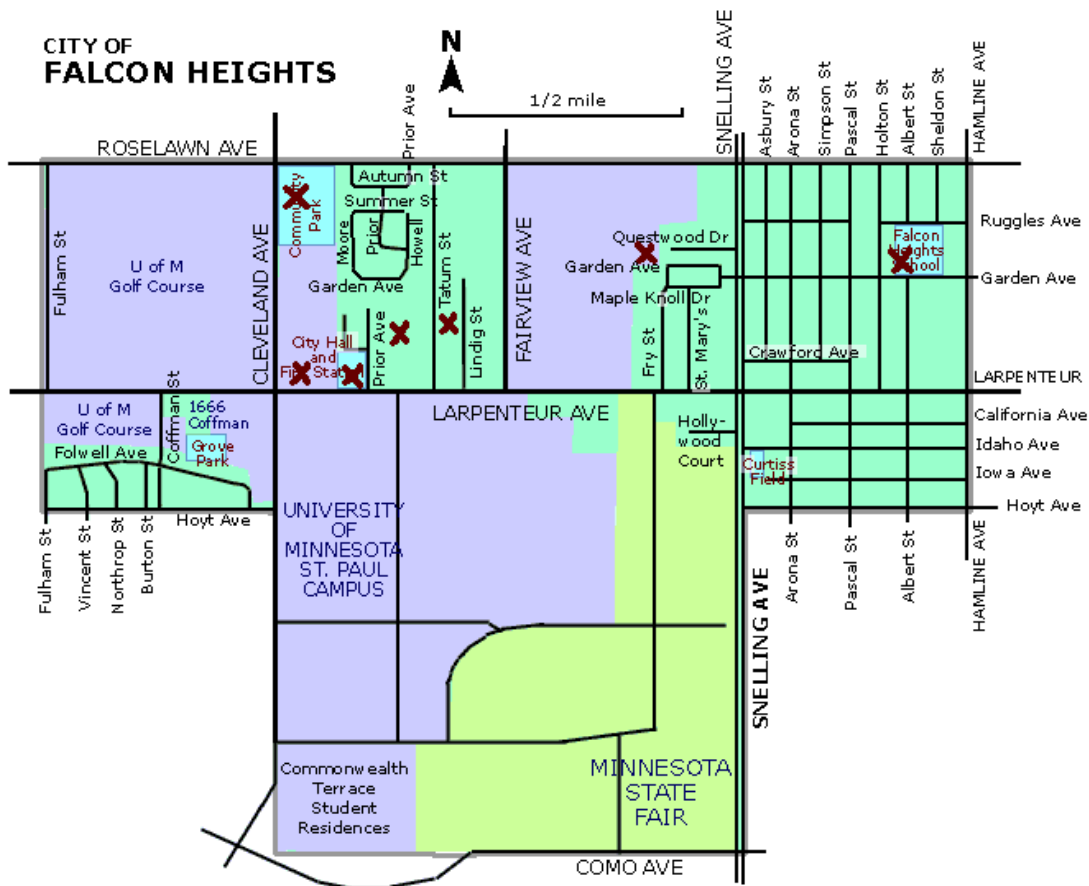 CITY OF
FALCON HEIGHTS
N
1/2 mile
Prior Ave
SNELLING AVE
Asbury St
Arona St
Simpson St
Pascal St
Holton St
Albert St
Sheldon St
HAMLINE AVE
ROSELAWN AVE
Fulham St
U of M
Golf Course
CLEVELAND AVE
Community
Park
Autumn St
Summer St
Moore
Prior
Howell
Garden Ave
Tatum St
Lindig St
FAIRVIEW AVE
Questwood Dr
Garden Ave
Maple Knoll Dr
Fry St
St. Mary's
Ruggles Ave
Falcon
Heights
School
Garden Ave
Crawford Ave
City Hall
and
Fire Station
Prior Ave
LARPENTEUR
LARPENTEUR AVE
U of M
Golf Course
Coffman St
1666
Coffman
Grove
Park
Folwell Ave
Hoyt Ave
Fulham St
Vincent St
Northrop St
Burton St
Holly-
wood
Court
California Ave
Idaho Ave
Curtiss
Field
Iowa Ave
Hoyt Ave
Arona St
Pascal St
Albert St
HAMLINE AVE
UNIVERSITY
OF
MINNESOTA
ST. PAUL
CAMPUS
SNELLING AVE
Commonwealth
Terrace
Student
Residences
MINNESOTA
STATE
FAIR
COMO AVE